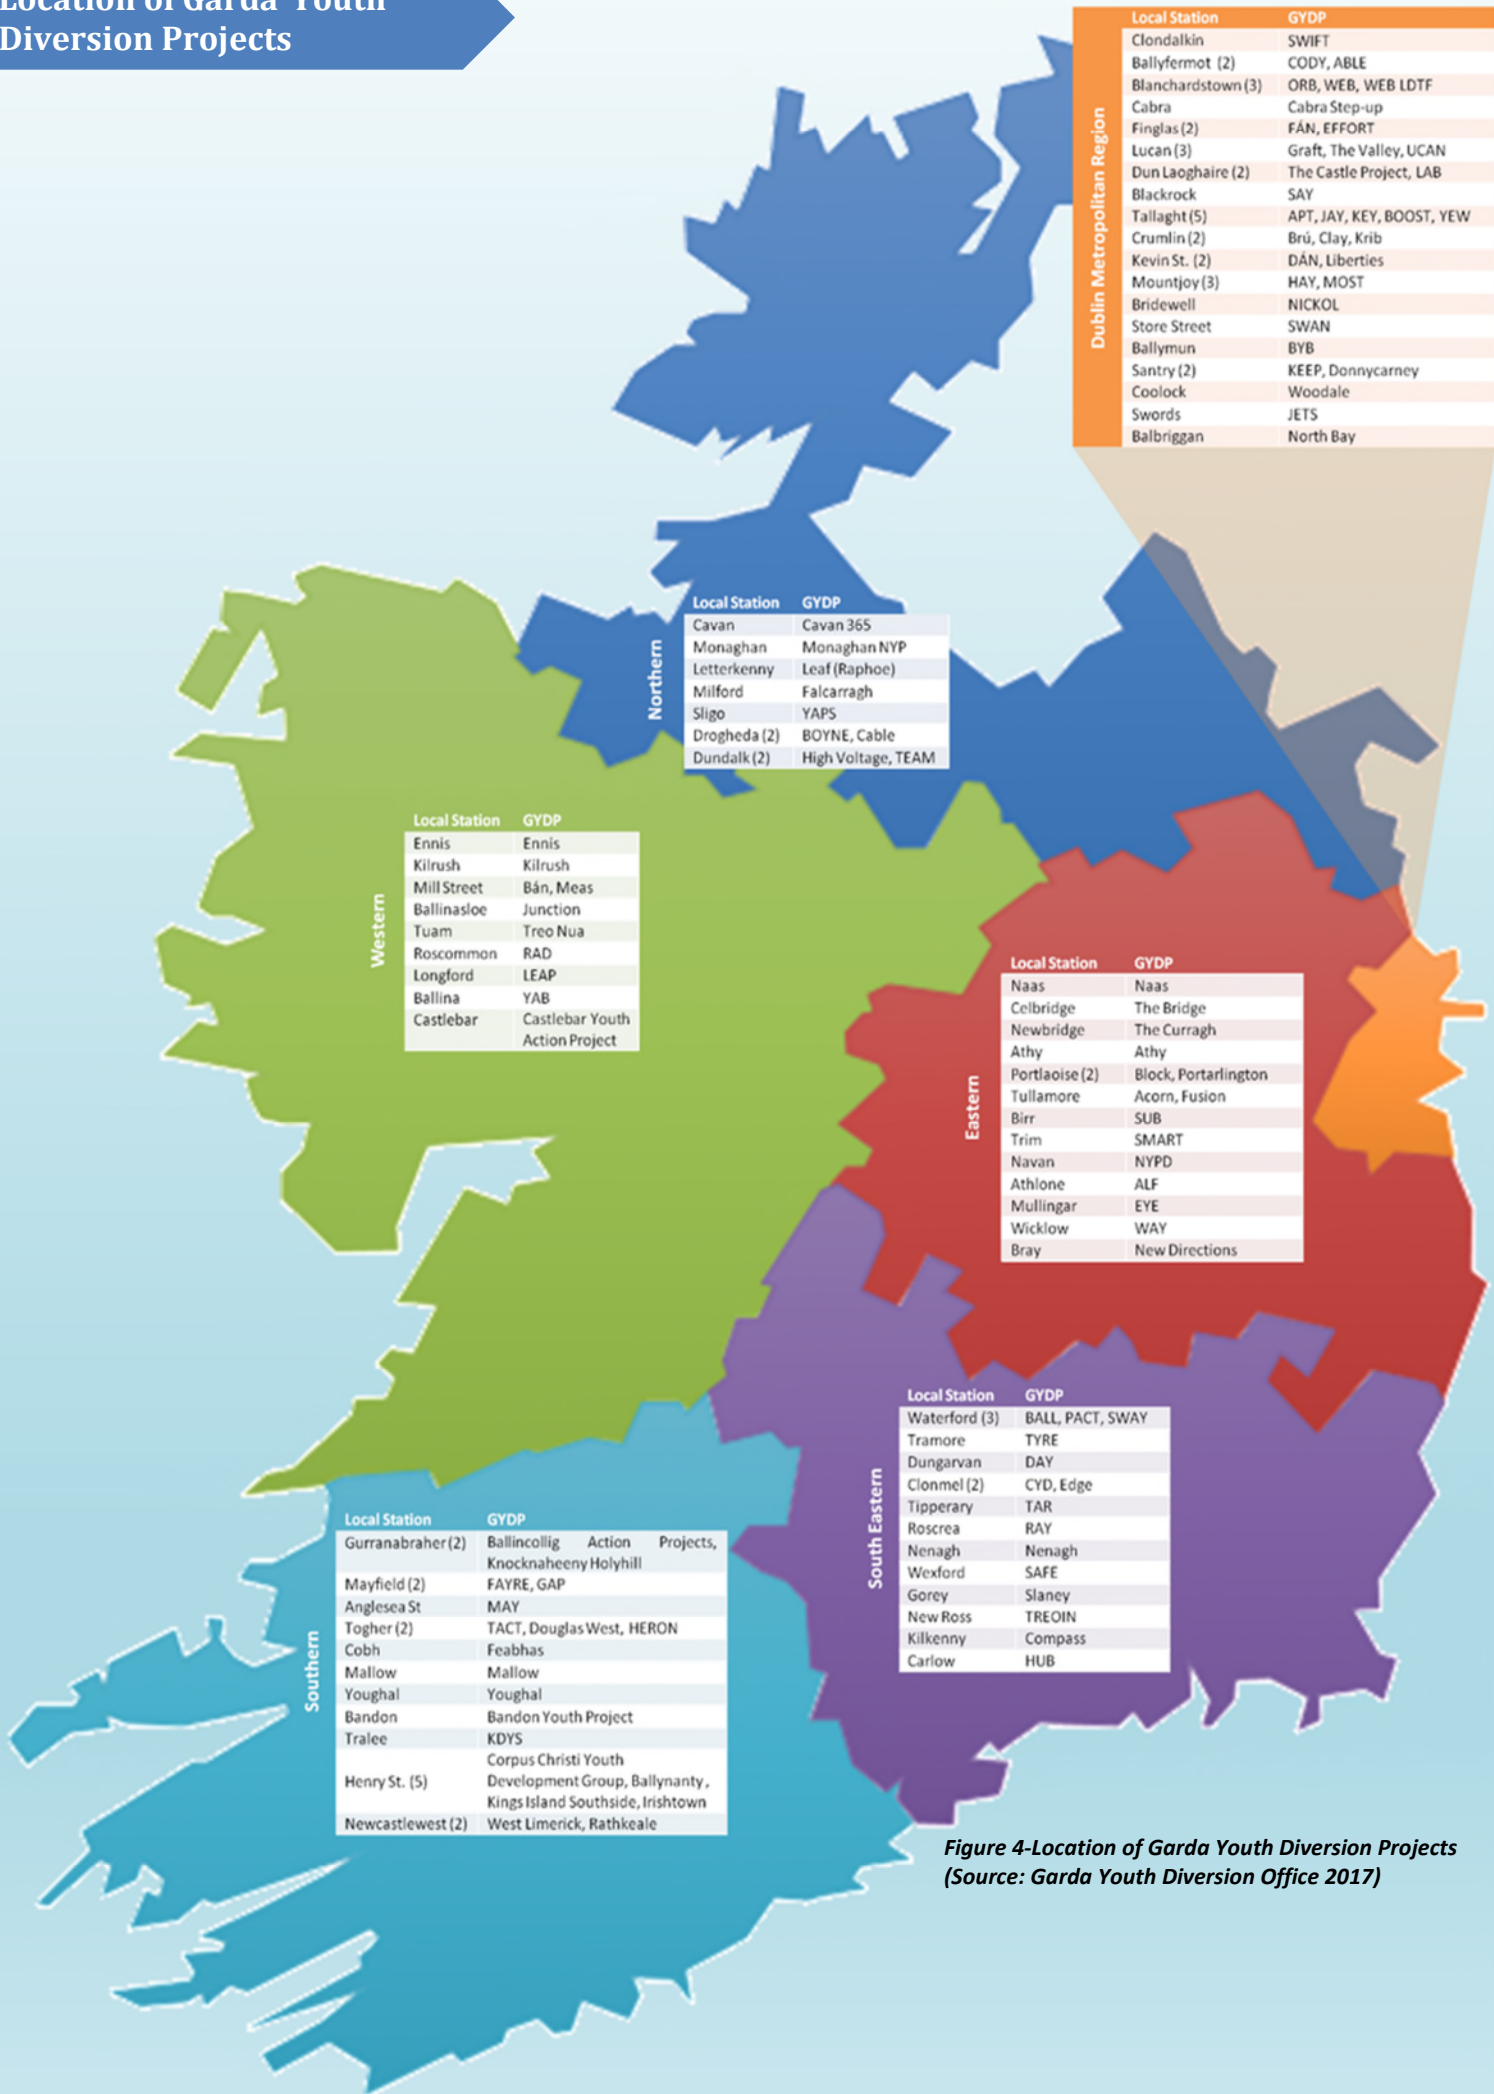 Location of Garda Youth
Diversion Projects
Dublin Metropolitan Region
Local Station GYDP
Clondalkin SWIFT
Ballyfermot (2) CODY, ABLE
Blanchardstown (3) ORB, WEB, WEB LDTF
Cabra Cabra Step-up
Finglas (2) FÁN, EFFORT
Lucan (3) Graft, The Valley, UCAN
Dun Laoghaire (2) The Castle Project, LAB
Blackrock SAY
Tallaght (5) APT, JAY, KEY, BOOST, YEW
Crumlin (2) Brú, Clay, Krib
Kevin St. (2) DÁN, Liberties
Mountjoy (3) HAY, MOST
Bridewell NICKOL
Store Street SWAN
Ballymun BYB
Santry (2) KEEP, Donnycarney
Coolock Woodale
Swords JETS
Balbriggan North Bay
Northern
Local Station GYDP
Cavan Cavan 365
Monaghan Monaghan NYP
Letterkenny Leaf (Raphoe)
Milford Falcarragh
Sligo YAPS
Drogheda (2) BOYNE, Cable
Dundalk (2) High Voltage, TEAM
Western
Local Station GYDP
Ennis Ennis
Kilrush Kilrush
Mill Street Bán, Meas
Ballinasloe Junction
Tuam Treo Nua
Roscommon RAD
Longford LEAP
Ballina YAB
Castlebar Castlebar Youth
Action Project
Eastern
Local Station GYDP
Naas Naas
Celbridge The Bridge
Newbridge The Curragh
Athy Athy
Portlaoise (2) Block, Portarlington
Tullamore Acorn, Fusion
Birr SUB
Trim SMART
Navan NYPD
Athlone ALF
Mullingar EYE
Wicklow WAY
Bray New Directions
South Eastern
Local Station GYDP
Waterford (3) BALL, PACT, SWAY
Tramore TYRE
Dungarvan DAY
Clonmel (2) CYD, Edge
Tipperary TAR
Roscrea RAY
Nenagh Nenagh
Wexford SAFE
Gorey Slaney
New Ross TREOIN
Kilkenny Compass
Carlow HUB
Southern
Local Station GYDP
Gurranabraher (2) Ballincollig Action Projects,
Knocknaheeny Holyhill
Mayfield (2) FAYRE, GAP
Anglesea St MAY
Togher (2) TACT, Douglas West, HERON
Cobh Feabhas
Mallow Mallow
Youghal Youghal
Bandon Bandon Youth Project
Tralee KDYS
Corpus Christi Youth
Henry St. (5) Development Group, Ballynanty,
Kings Island Southside, Irishtown
Newcastlewest (2) West Limerick, Rathkeale
Figure 4-Location of Garda Youth Diversion Projects
(Source: Garda Youth Diversion Office 2017)